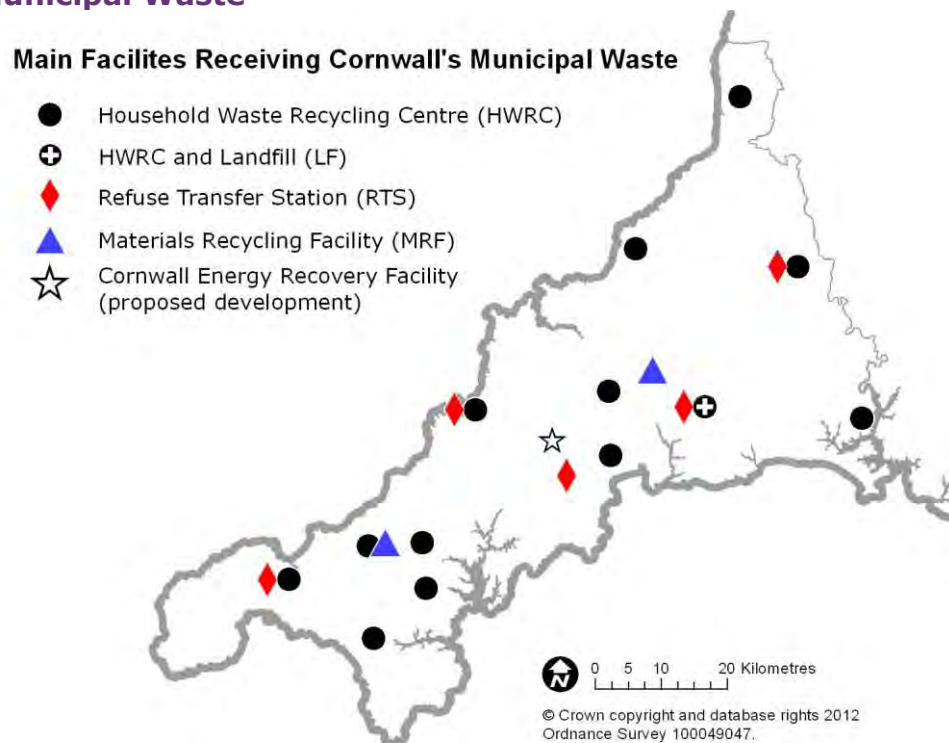 unicipal Waste
Main Facilites Receiving Cornwall's Municipal Waste
Household Waste Recycling Centre (HWRC)
HWRC and Landfill (LF)
Refuse Transfer Station (RTS)
Materials Recycling Facility (MRF)
Cornwall Energy Recovery Facility
(proposed development)
N
0 5 10 20 Kilometres
© Crown copyright and database rights 2012
Ordnance Survey 100049047.